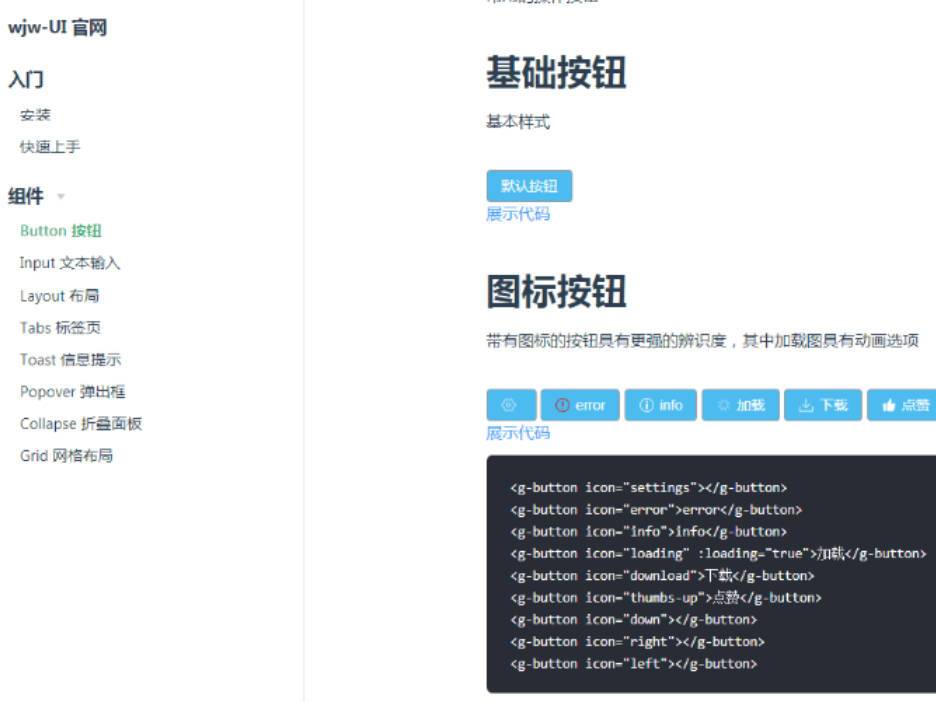 wjw-UI 官网
入门
安装
快速上手
组件
Button 按钮
Input 文本输入
Layout 布局
Tabs 标签页
Toast 信息提示
Popover 弹出框
Collapse 折叠面板
Grid 网格布局
基础按钮
基本样式
默认按钮
展示代码
图标按钮
带有图标的按钮具有更强的辨识度，其中加载图具有动画选项
error info 加载 下载 点赞
展示代码
<g-button icon="settings"></g-button>
<g-button icon="error">error</g-button>
<g-button icon="info">info</g-button>
<g-button icon="loading" :loading="true">加载</g-button>
<g-button icon="download">下载</g-button>
<g-button icon="thumbs-up">点赞</g-button>
<g-button icon="down"></g-button>
<g-button icon="right"></g-button>
<g-button icon="left"></g-button>